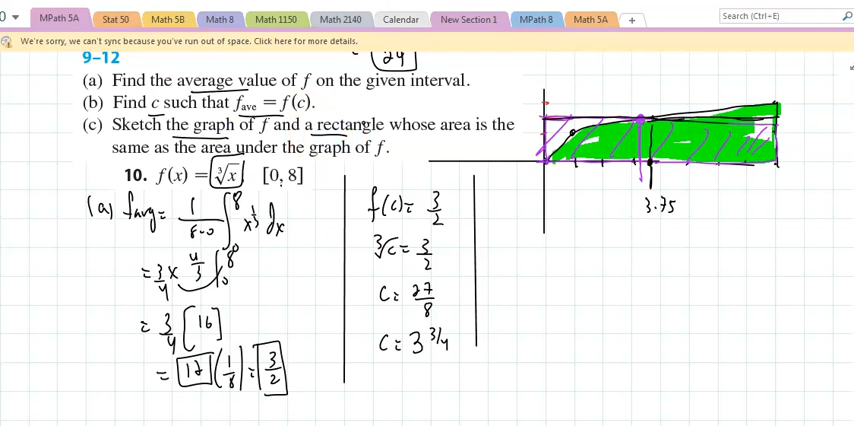 MPath 5A Stat 50 Math 5B Math 8 Math 1150 Math 2140 Calendar New Section 1 MPath 8 Math 5A + Search (Ctrl+E)
We're sorry, we can't sync because you've run out of space. Click here for more details.
24
9–12
(a) Find the average value of f on the given interval.
(b) Find c such that f_ave = f(c).
(c) Sketch the graph of f and a rectangle whose area is the
same as the area under the graph of f.
10. f(x) = ∛x, [0, 8]
(a) f avg = 1/(8-0) ∫₀⁸ x^(1/3) dx
= 3/4 x^(4/3) |₀⁸
= 3/4 [16]
= 12 (1/8) = 3/2
f(c) = 3/2
∛c = 3/2
c = 27/8
c = 3 3/4
3.75